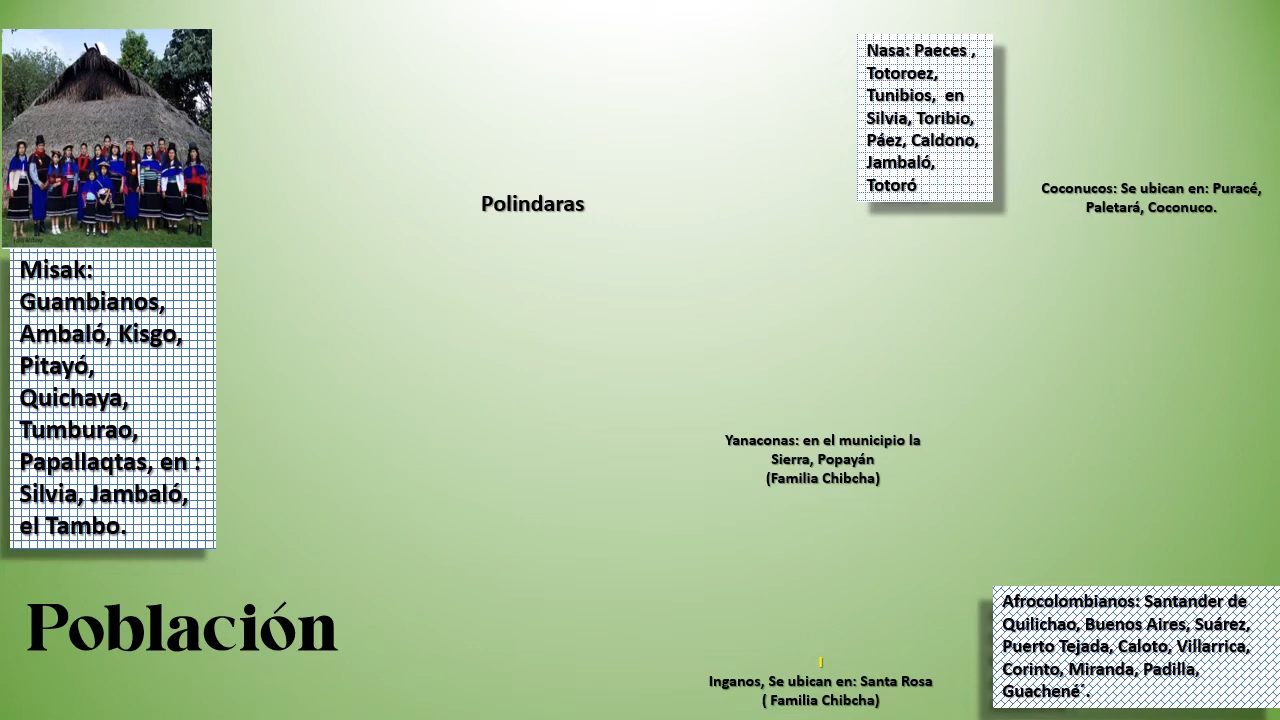 Nasa: Paeces ,
Totoroez,
Tunibios,  en
Silvia, Toribio,
Páez, Caldono,
Jambaló,
Totoró
Polindaras
Coconucos: Se ubican en: Puracé,
Paletará, Coconuco.
Misak:
Guambianos,
Ambaló, Kisgo,
Pitayó,
Quichaya,
Tumburao,
Papallaqtas, en :
Silvia, Jambaló,
el Tambo.
Yanaconas: en el municipio la
Sierra, Popayán
(Familia Chibcha)
Población
Afrocolombianos: Santander de
Quilichao, Buenos Aires, Suárez,
Puerto Tejada, Caloto, Villarrica,
Corinto, Miranda, Padilla,
Guachené´.
I
Inganos, Se ubican en: Santa Rosa
( Familia Chibcha)